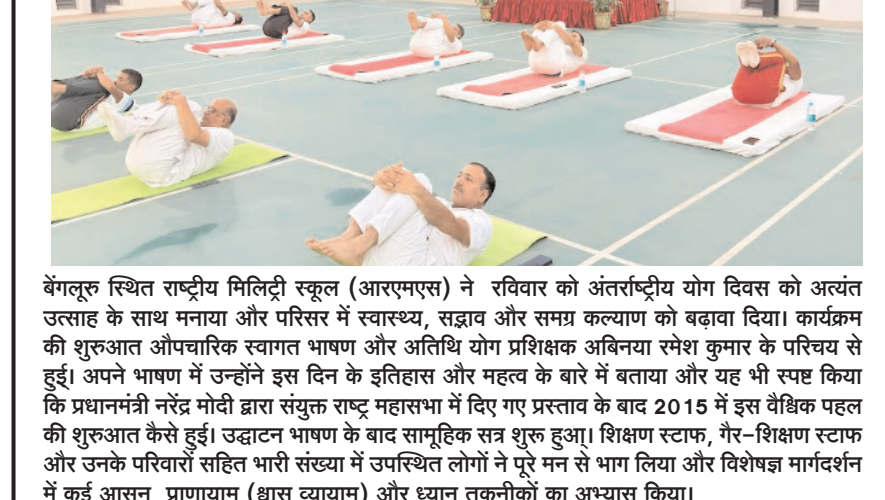 बेंगलूरु स्थित राष्ट्रीय मिलिट्री स्कूल (आरएमएस) ने रविवार को अंतर्राष्ट्रीय योग दिवस को अत्यंत
उत्साह के साथ मनाया और परिसर में स्वास्थ्य, सद्भाव और समग्र कल्याण को बढ़ावा दिया। कार्यक्रम
की शुरुआत औपचारिक स्वागत भाषण और अतिथि योग प्रशिक्षक अबिनया रमेश कुमार के परिचय से
हुई। अपने भाषण में उन्होंने इस दिन के इतिहास और महत्व के बारे में बताया और यह भी स्पष्ट किया
कि प्रधानमंत्री नरेंद्र मोदी द्वारा संयुक्त राष्ट्र महासभा में दिए गए प्रस्ताव के बाद 2015 में इस वैश्विक पहल
की शुरुआत कैसे हुई। उद्घाटन भाषण के बाद सामूहिक सत्र शुरू हुआ। शिक्षण स्टाफ, गैर-शिक्षण स्टाफ
और उनके परिवारों सहित भारी संख्या में उपस्थित लोगों ने पूरे मन से भाग लिया और विशेषज्ञ मार्गदर्शन
में कई आसन, प्राणायाम (श्वास व्यायाम) और ध्यान तकनीकों का अभ्यास किया।